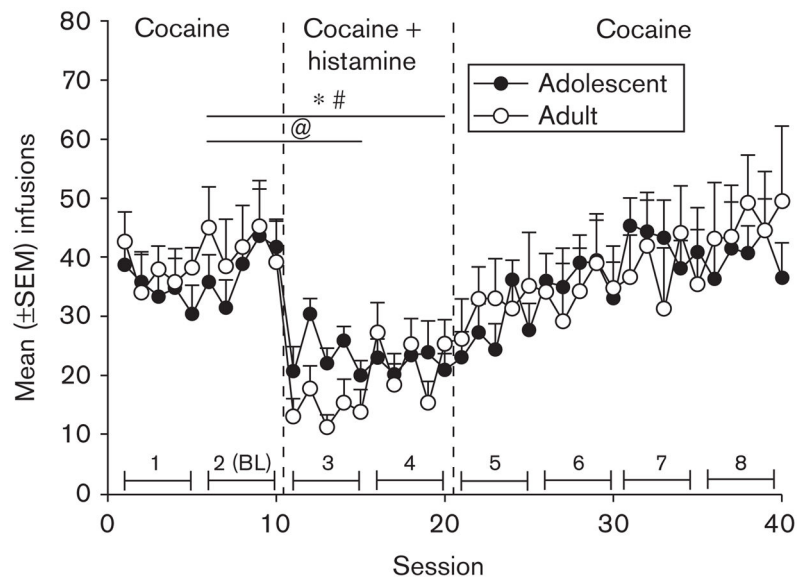 80
70
60
50
40
30
20
10
0
Mean (±SEM) infusions
Cocaine
Cocaine +
histamine
Cocaine
Adolescent
Adult
* #
@
1
2 (BL)
3
4
5
6
7
8
0
10
20
30
40
Session